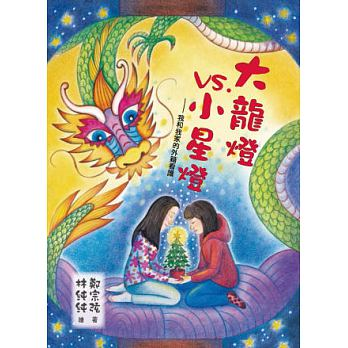 大龍燈
vs.
小星燈
——我和我家的外籍看護
鄭宗弦 著
林純純 繪